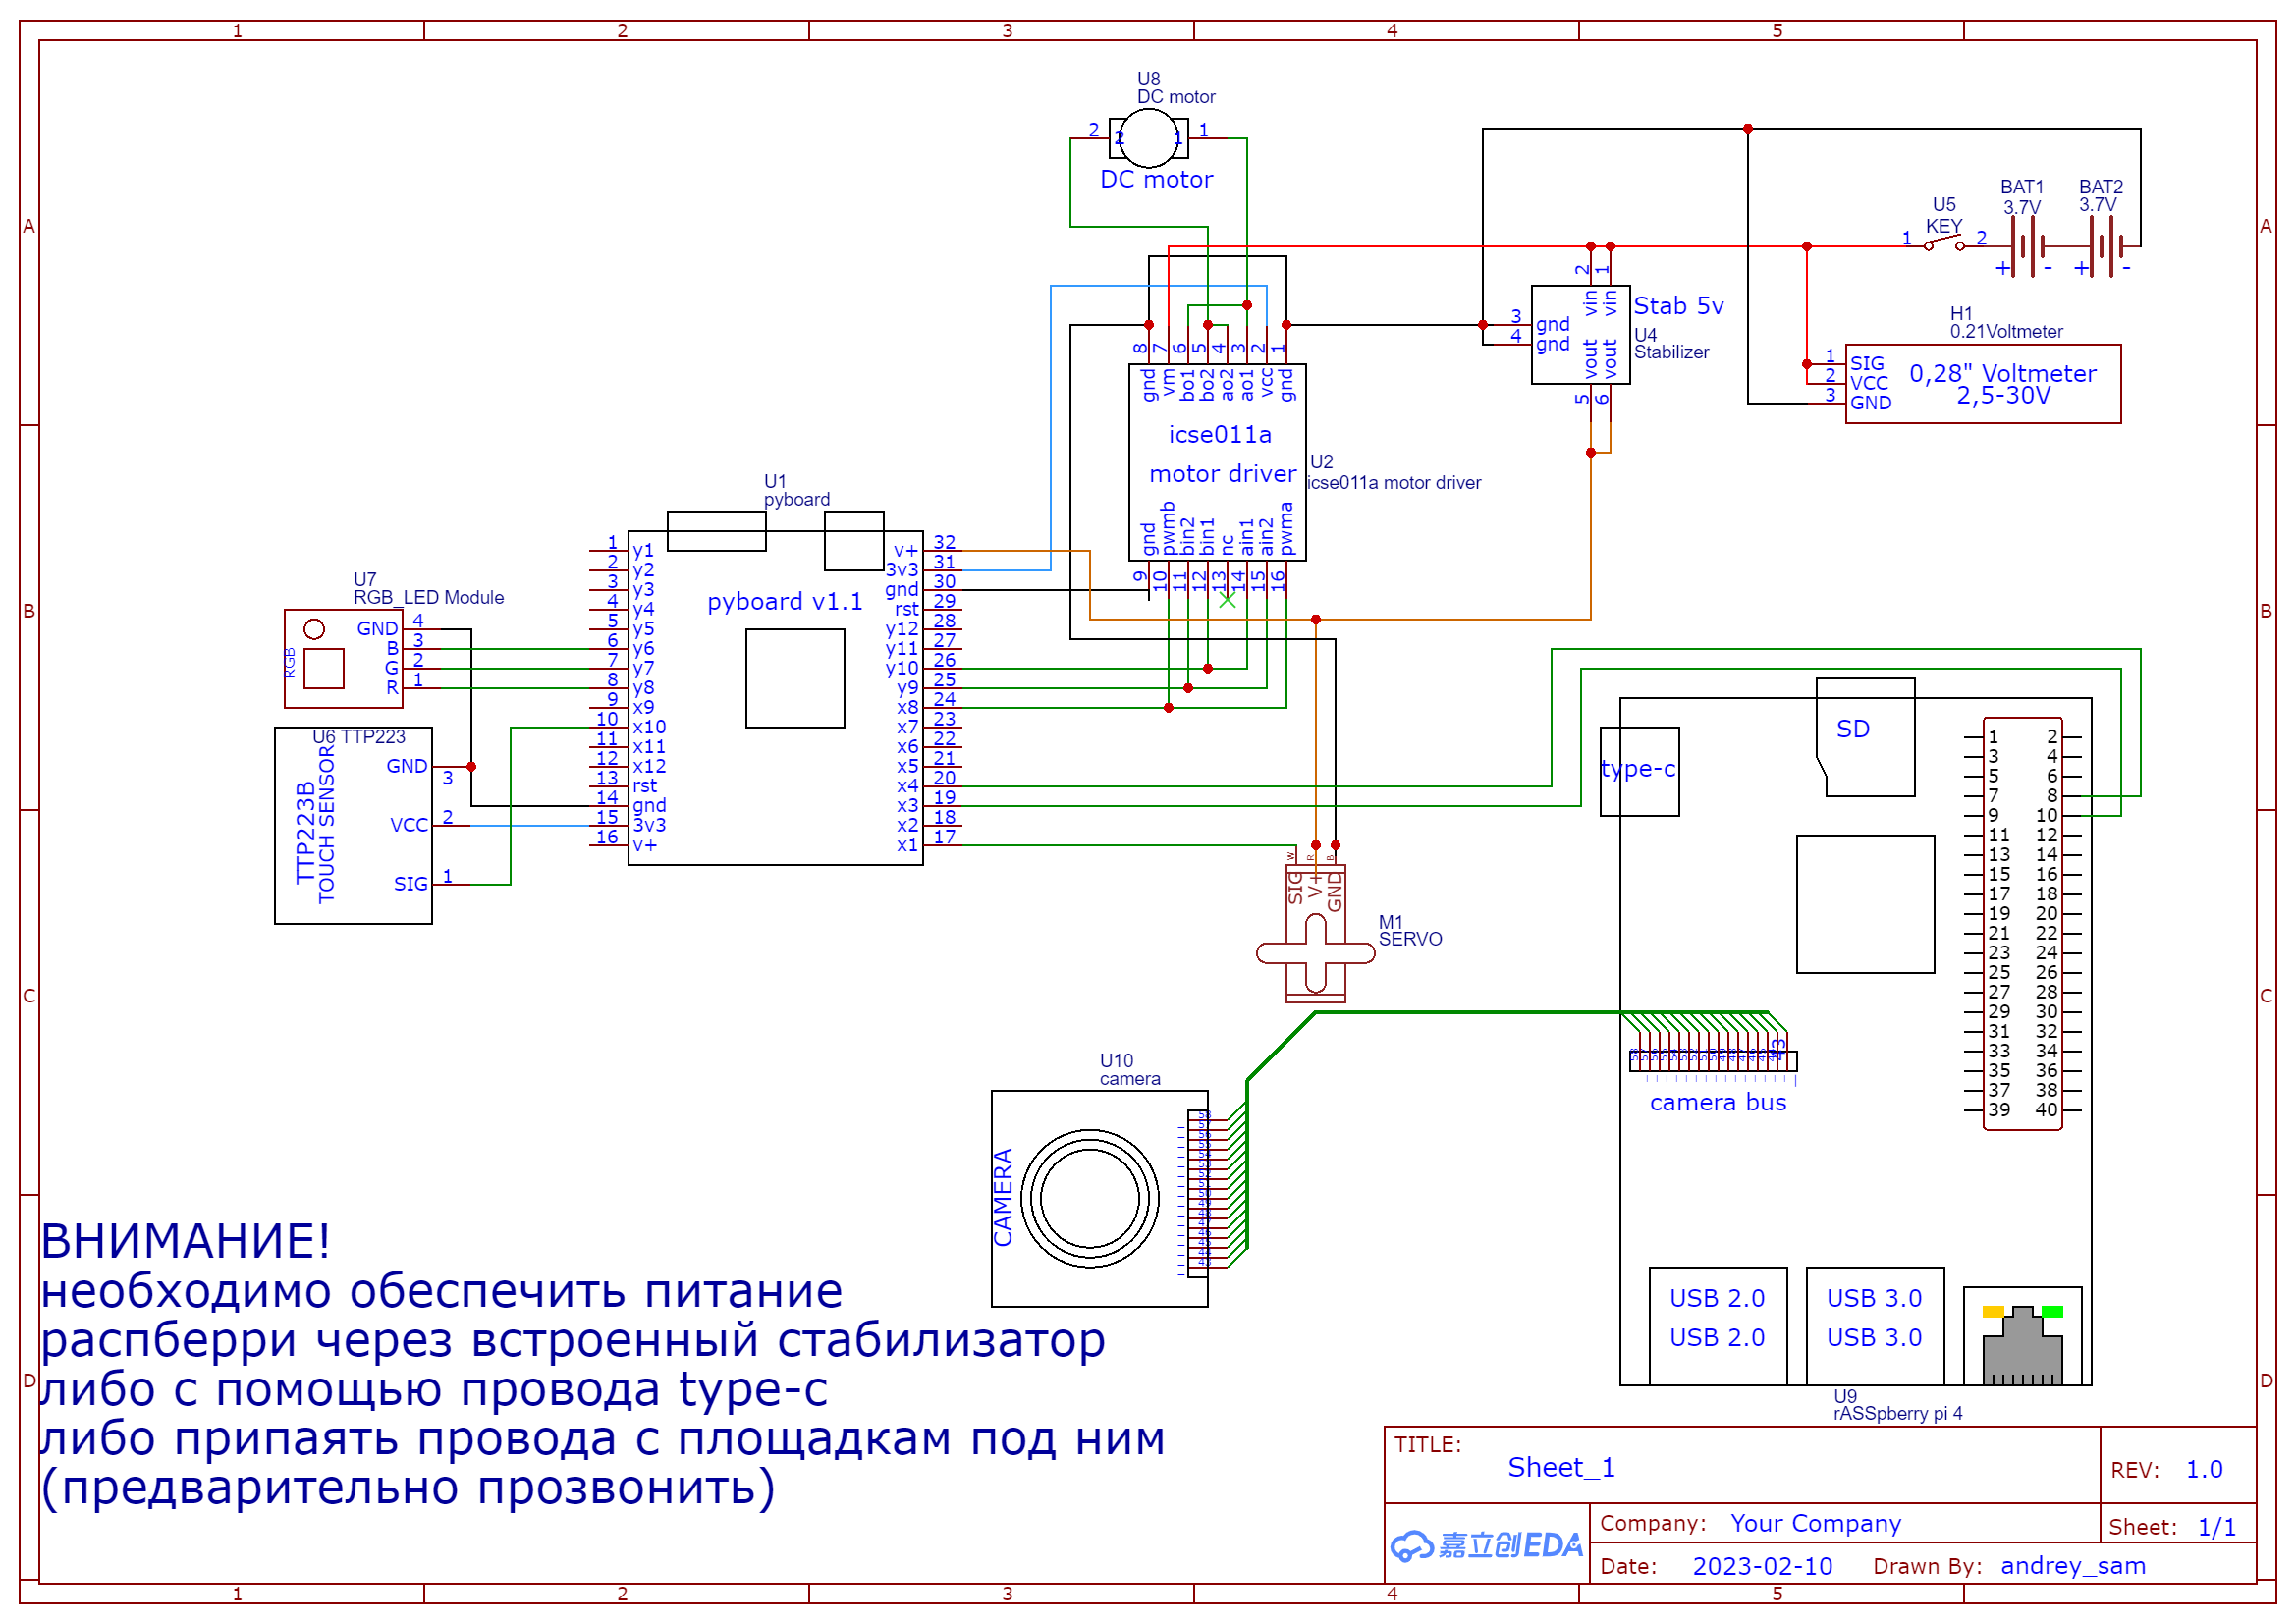 1 2 3 4 5
A A
B B
C C
D D
U8
DC motor
2 2 1 1
DC motor
U5
KEY
1 2
BAT1
3.7V
+ -
BAT2
3.7V
+ -
H1
0.21Voltmeter
1 SIG
2 VCC
3 GND
0,28" Voltmeter
2,5-30V
Stab 5v
U4
Stabilizer
2 1
vin vin
3 gnd
4 gnd
vout vout
5 6
8 7 6 5 4 3 2 1
gnd vm bo1 bo2 ao2 ao1 vcc gnd
icse011a
motor driver
U2
icse011a motor driver
gnd pwmb bin2 bin1 nc ain1 ain2 pwma
9 10 11 12 13 14 15 16
U1
pyboard
pyboard v1.1
1 y1 v+ 32
2 y2 3v3 31
3 y3 gnd 30
4 y4 rst 29
5 y5 y12 28
6 y6 y11 27
7 y7 y10 26
8 y8 y9 25
9 x9 x8 24
10 x10 x7 23
11 x11 x6 22
12 x12 x5 21
13 rst x4 20
14 gnd x3 19
15 3v3 x2 18
16 v+ x1 17
U7
RGB_LED Module
RGB
GND 4
B 3
G 2
R 1
U6 TTP223
TTP223B
TOUCH SENSOR
GND 3
VCC 2
SIG 1
W R B
SIG V+ GND
M1
SERVO
SD
type-c
1 2
3 4
5 6
7 8
9 10
11 12
13 14
15 16
17 18
19 20
21 22
23 24
25 26
27 28
29 30
31 32
33 34
35 36
37 38
39 40
43
camera bus
U10
camera
CAMERA
USB 2.0 USB 3.0
USB 2.0 USB 3.0
U9
rASSpberry pi 4
ВНИМАНИЕ!
необходимо обеспечить питание
распберри через встроенный стабилизатор
либо с помощью провода type-c
либо припаять провода с площадкам под ним
(предварительно прозвонить)
TITLE:
Sheet_1
REV: 1.0
嘉立创EDA
Company: Your Company
Sheet: 1/1
Date: 2023-02-10 Drawn By: andrey_sam
1 2 3 4 5